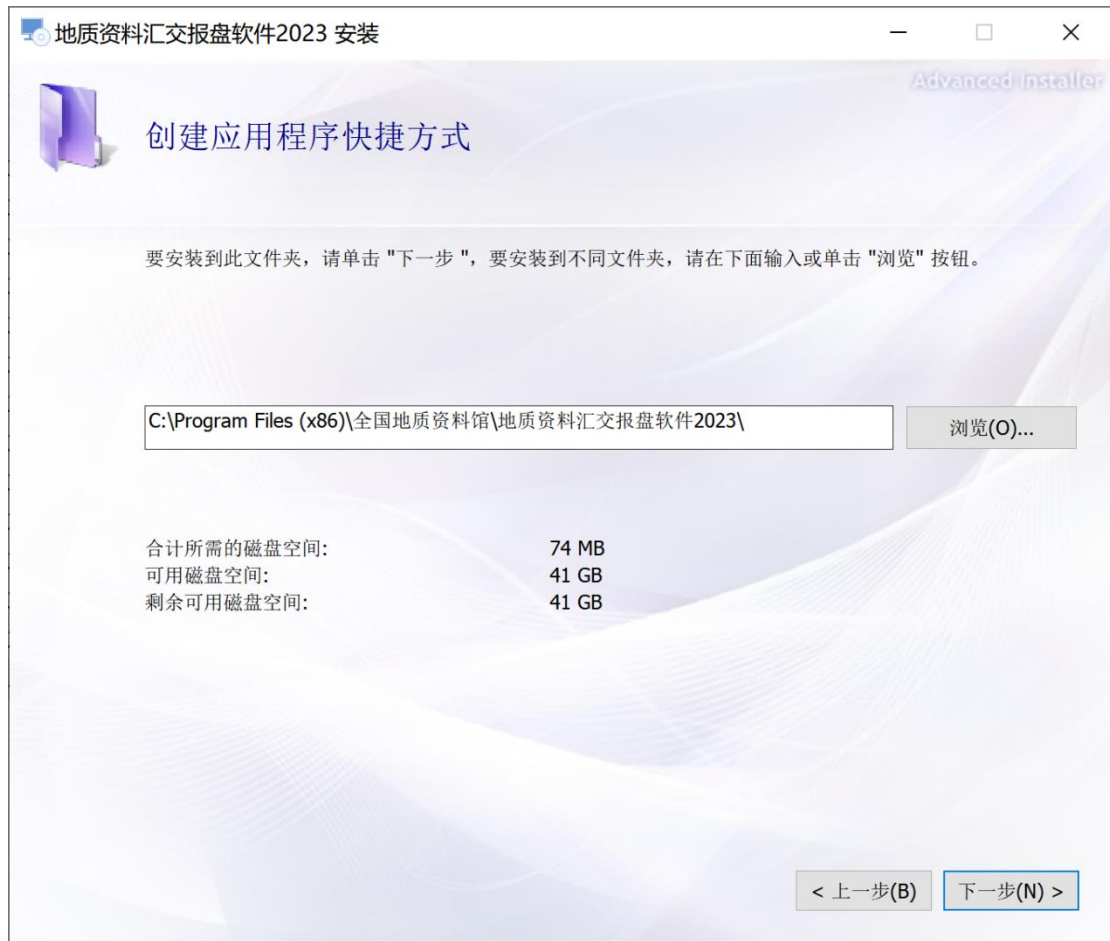 地质资料汇交报盘软件2023 安装
Advanced Installer
创建应用程序快捷方式
要安装到此文件夹，请单击 "下一步 "，要安装到不同文件夹，请在下面输入或单击 "浏览" 按钮。
C:\Program Files (x86)\全国地质资料馆\地质资料汇交报盘软件2023\
浏览(O)...
合计所需的磁盘空间: 74 MB
可用磁盘空间: 41 GB
剩余可用磁盘空间: 41 GB
< 上一步(B) 下一步(N) >